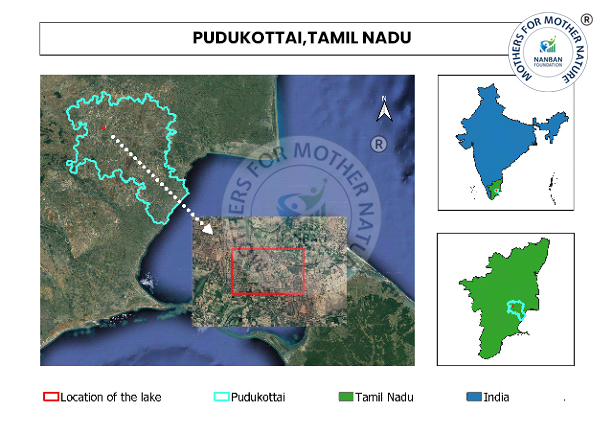 PUDUKOTTAI,TAMIL NADU
MOTHERS FOR MOTHER NATURE
NANBAN
FOUNDATION
®
N
®
MOTHERS FOR MOTHER NATURE
Location of the lake
Pudukottai
Tamil Nadu
India
.